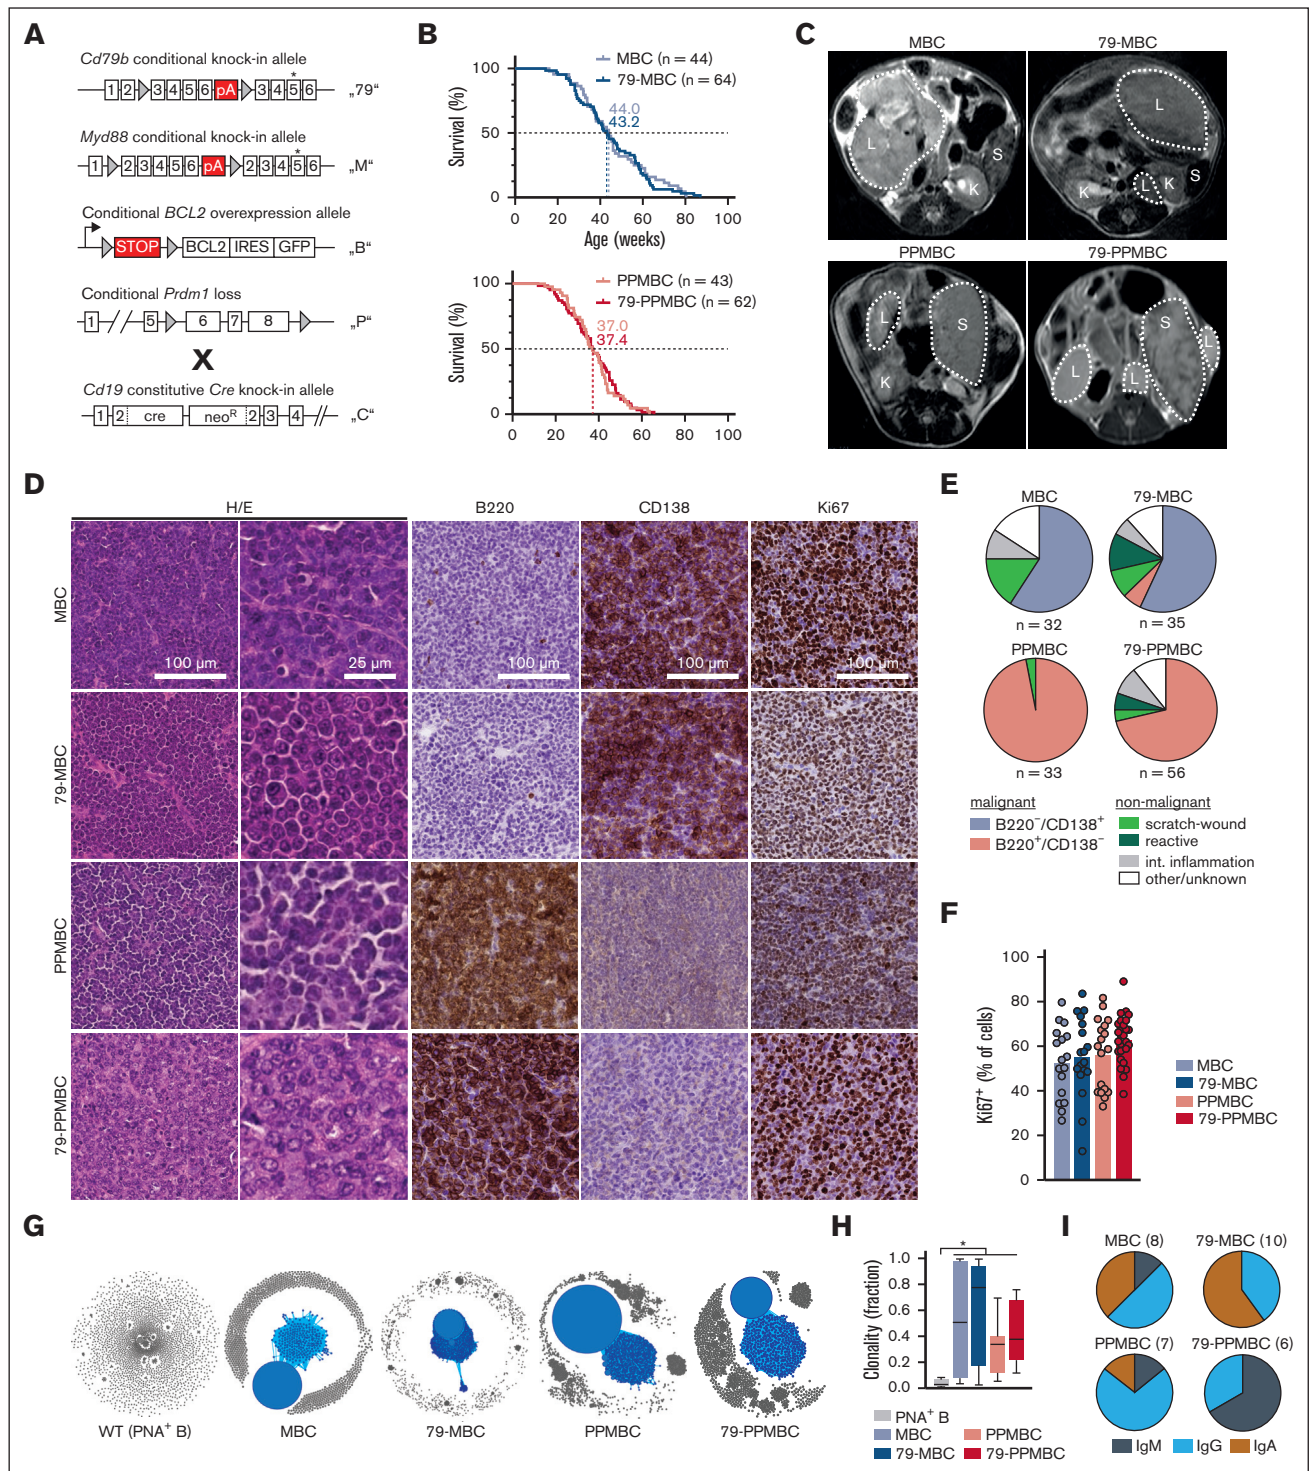 A
Cd79b conditional knock-in allele
1 2 3 4 5 6 pA 3 4 5 6 *
„79“
Myd88 conditional knock-in allele
1 2 3 4 5 6 pA 2 3 4 5 6 *
„M“
Conditional BCL2 overexpression allele
STOP BCL2 IRES GFP
„B“
Conditional Prdm1 loss
1 5 6 7 8
„P“
X
Cd19 constitutive Cre knock-in allele
1 2 cre neoR 2 3 4
„C“
B
Survival (%)
100
50
0
MBC (n = 44)
79-MBC (n = 64)
44.0
43.2
0 20 40 60 80 100
Age (weeks)
Survival (%)
100
50
0
PPMBC (n = 43)
79-PPMBC (n = 62)
37.0
37.4
0 20 40 60 80 100
C
MBC 79-MBC
L S K
L K L K S
PPMBC 79-PPMBC
L S K
S L L L
D
H/E B220 CD138 Ki67
MBC
100 µm 25 µm 100 µm 100 µm 100 µm
79-MBC
PPMBC
79-PPMBC
E
MBC 79-MBC
n = 32 n = 35
PPMBC 79-PPMBC
n = 33 n = 56
malignant
B220−/CD138+
B220+/CD138−
non-malignant
scratch-wound
reactive
int. inflammation
other/unknown
F
Ki67+ (% of cells)
100
80
60
40
20
0
MBC
79-MBC
PPMBC
79-PPMBC
G
WT (PNA+ B) MBC 79-MBC PPMBC 79-PPMBC
H
*
Clonality (fraction)
1.0
0.8
0.6
0.4
0.2
0.0
PNA+ B
MBC PPMBC
79-MBC 79-PPMBC
I
MBC (8) 79-MBC (10)
PPMBC (7) 79-PPMBC (6)
IgM IgG IgA